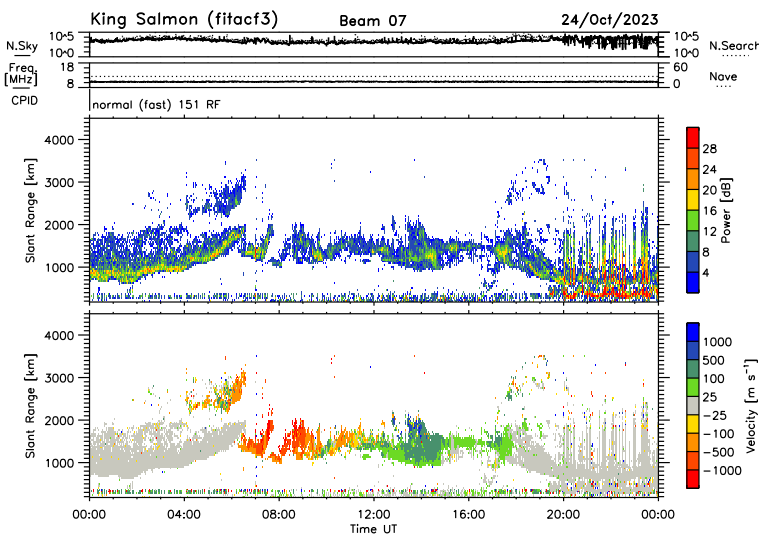 King Salmon (fitacf3) Beam 07 24/Oct/2023
N.Sky 10^5 10^0 10^5 10^0 N.Search
Freq. [MHz] 18 8 60 0 Nave
CPID normal (fast) 151 RF
Slant Range [km] 4000 3000 2000 1000
Power [dB] 28 24 20 16 12 8 4
Slant Range [km] 4000 3000 2000 1000
Velocity [m s⁻¹] 1000 500 100 25 −25 −100 −500 −1000
00:00 04:00 08:00 12:00 16:00 20:00 00:00
Time UT